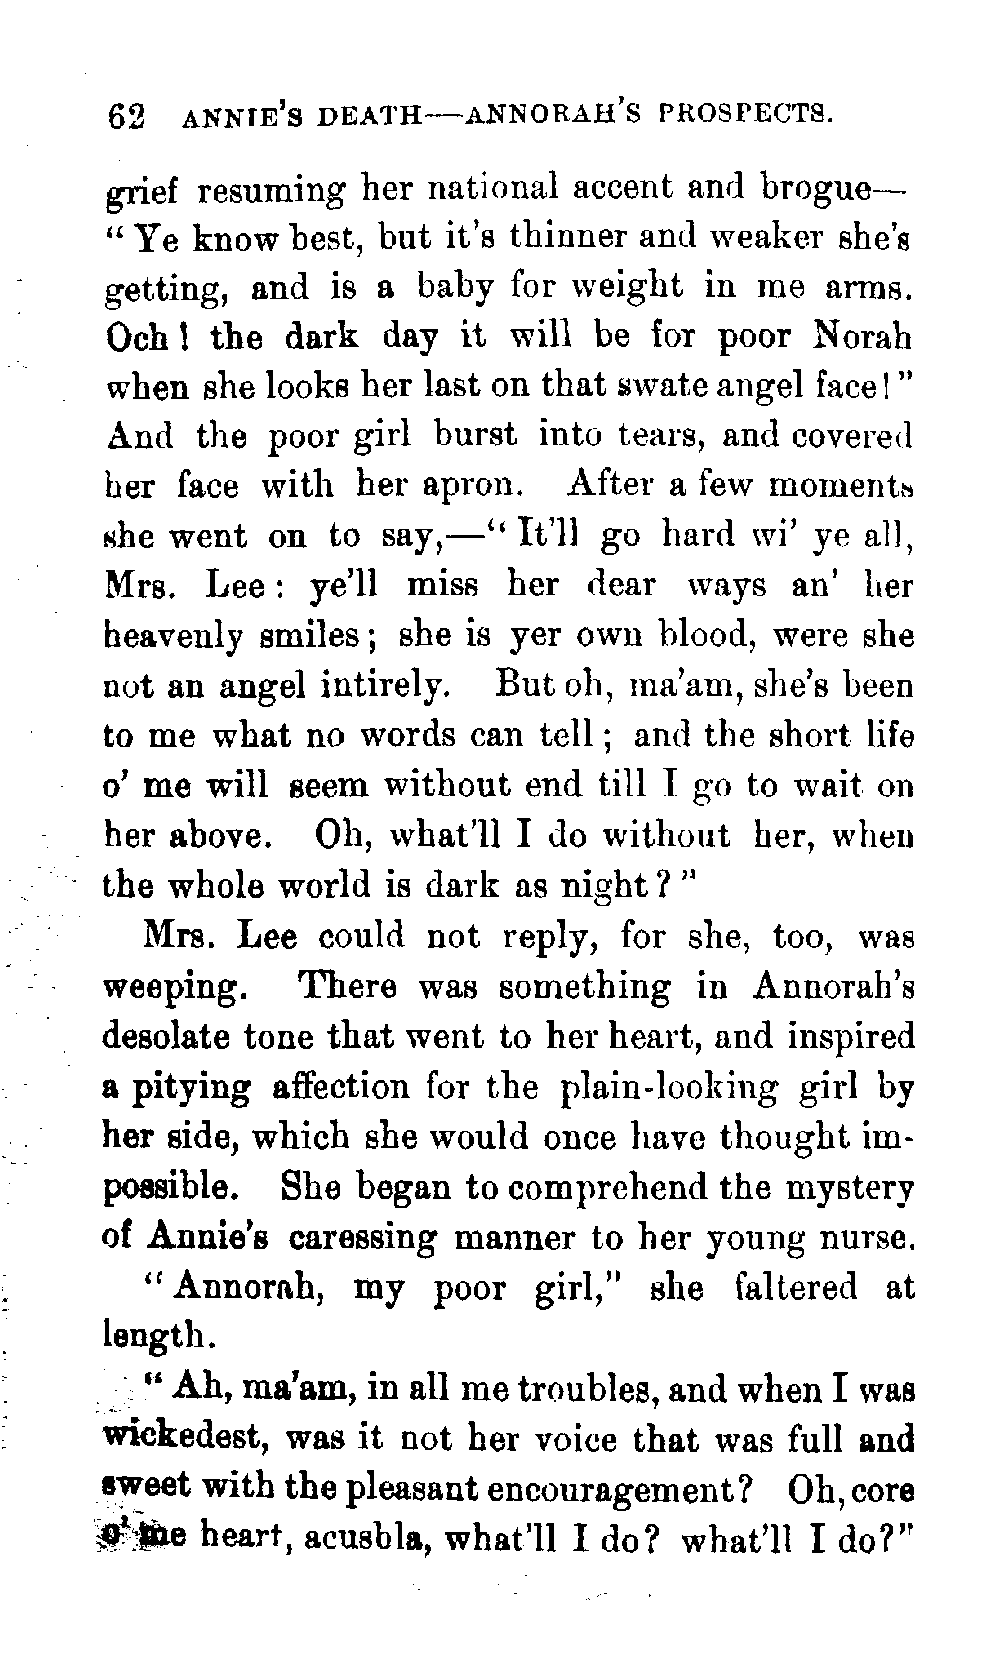 62 ANNIE'S DEATH—ANNORAH'S PROSPECTS.
grief resuming her national accent and brogue—
“Ye know best, but it's thinner and weaker she's
getting, and is a baby for weight in me arms.
Och! the dark day it will be for poor Norah
when she looks her last on that swate angel face!”
And the poor girl burst into tears, and covered
her face with her apron. After a few moments
she went on to say,—“It'll go hard wi' ye all,
Mrs. Lee: ye'll miss her dear ways an' her
heavenly smiles; she is yer own blood, were she
not an angel intirely. But oh, ma'am, she's been
to me what no words can tell; and the short life
o' me will seem without end till I go to wait on
her above. Oh, what'll I do without her, when
the whole world is dark as night?”
Mrs. Lee could not reply, for she, too, was
weeping. There was something in Annorah's
desolate tone that went to her heart, and inspired
a pitying affection for the plain-looking girl by
her side, which she would once have thought im-
possible. She began to comprehend the mystery
of Annie's caressing manner to her young nurse.
“Annorah, my poor girl,” she faltered at
length.
“Ah, ma'am, in all me troubles, and when I was
wickedest, was it not her voice that was full and
sweet with the pleasant encouragement? Oh, core
o' me heart, acushla, what'll I do? what'll I do?”